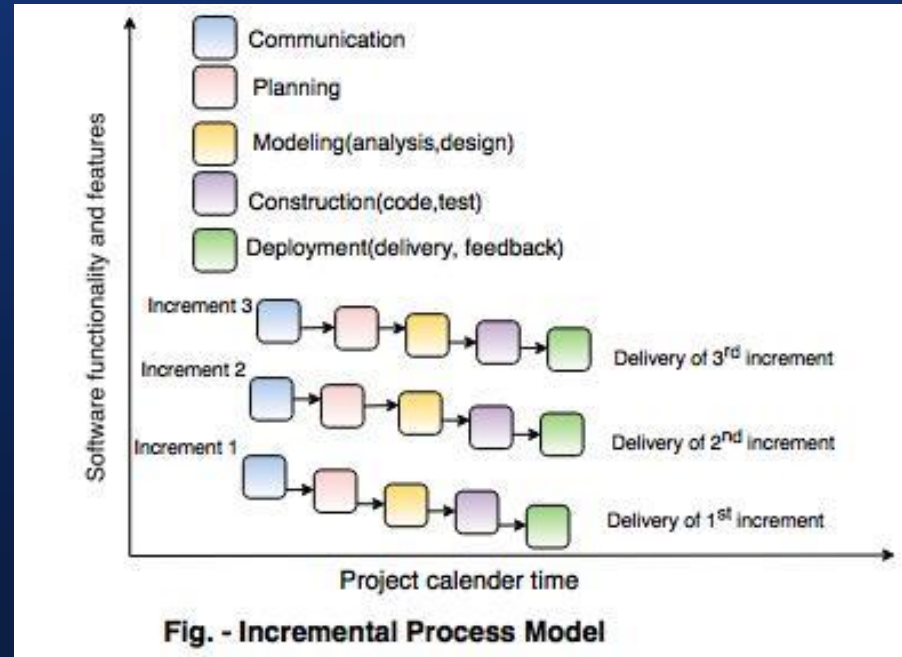 Communication
Planning
Modeling(analysis,design)
Construction(code,test)
Deployment(delivery, feedback)
Software functionality and features
Increment 3
Delivery of 3rd increment
Increment 2
Delivery of 2nd increment
Increment 1
Delivery of 1st increment
Project calender time
Fig. - Incremental Process Model